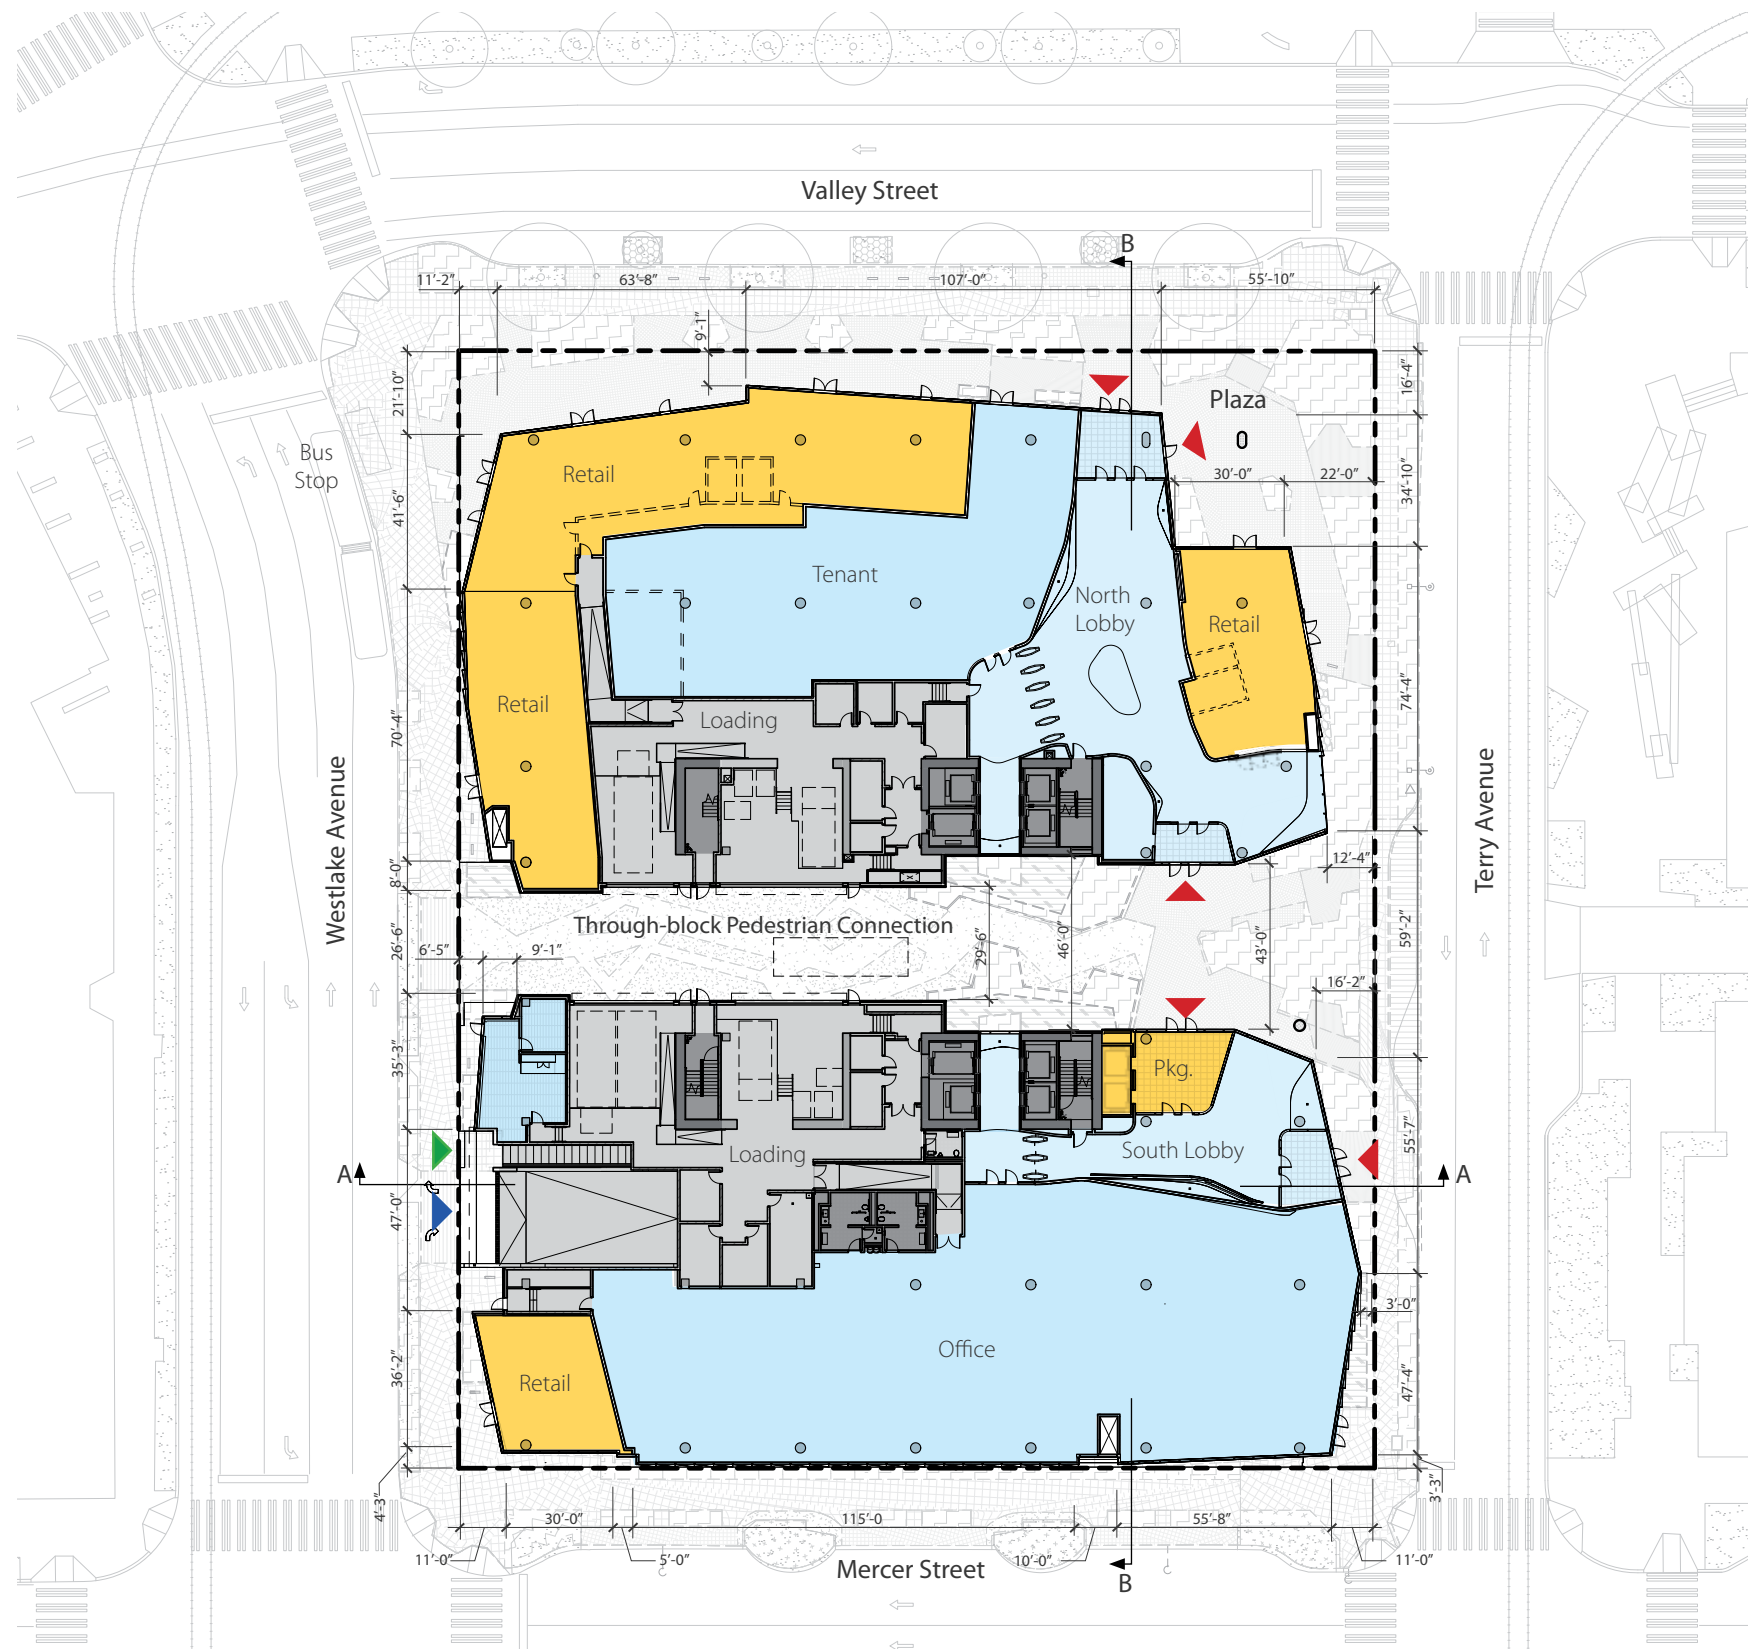 Valley Street
B
11'-2"
63'-8"
107'-0"
55'-10"
9'-1"
16'-4"
21'-10"
Plaza
Bus
Stop
Retail
30'-0"
22'-0"
34'-10"
41'-6"
Tenant
North
Lobby
Retail
Retail
Loading
74'-4"
70'-4"
Westlake Avenue
Terry Avenue
8'-0"
12'-4"
Through-block Pedestrian Connection
26'-6"
6'-5"
9'-1"
29'-6"
46'-0"
43'-0"
59'-2"
16'-2"
35'-3"
Pkg.
55'-7"
South Lobby
Loading
A
A
47'-0"
3'-0"
Office
36'-2"
Retail
47'-4"
4'-3"
3'-3"
30'-0"
115'-0
55'-8"
11'-0"
5'-0"
10'-0"
11'-0"
Mercer Street
B